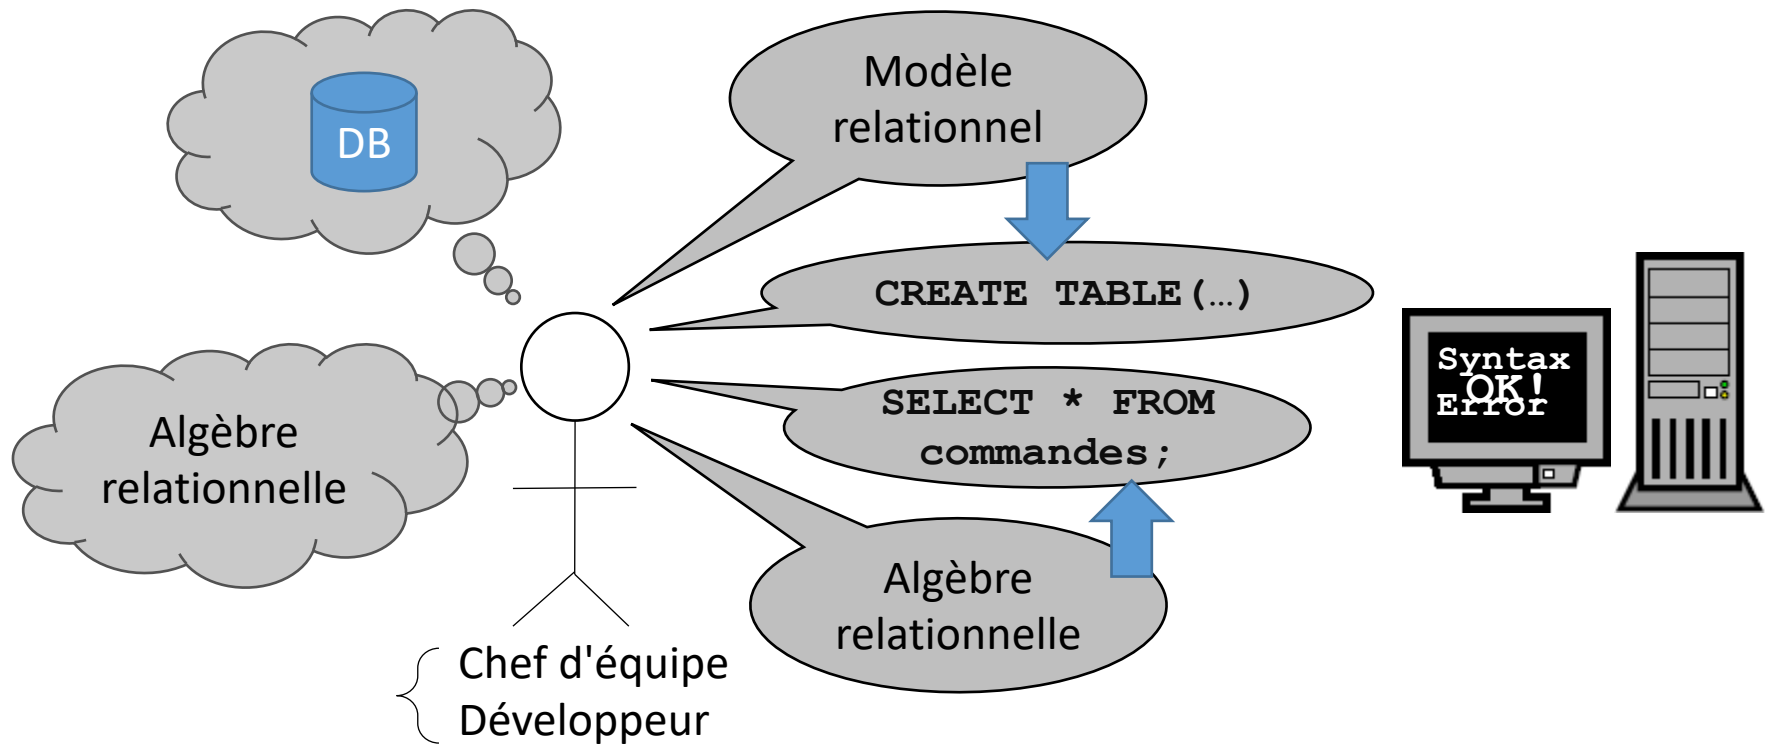 DB
Modèle
relationnel
CREATE TABLE(…)
SELECT * FROM
commandes;
Algèbre
relationnelle
Algèbre
relationnelle
Syntax
OK!
Error
Chef d'équipe
Développeur